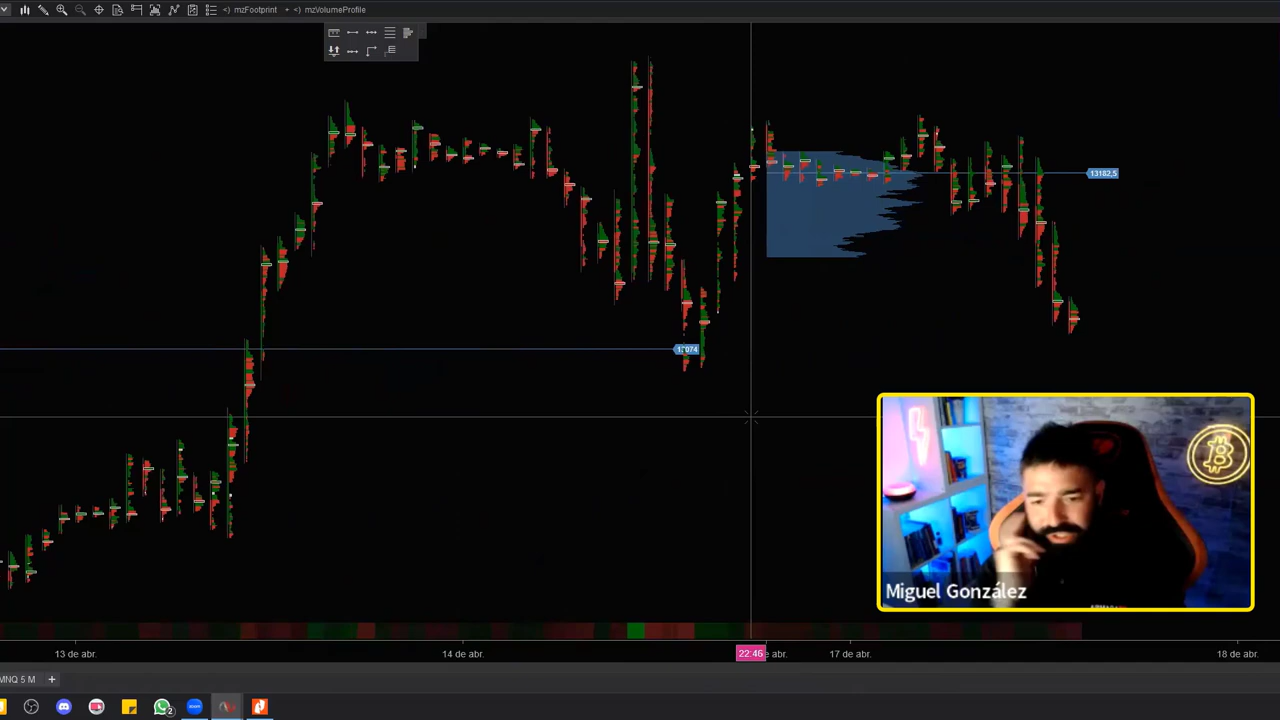 mzFootprint + mzVolumeProfile
13182,5
Miguel González
13 de abr.
14 de abr.
22:46
e abr.
17 de abr.
18 de abr.
MNQ 5 M +
2